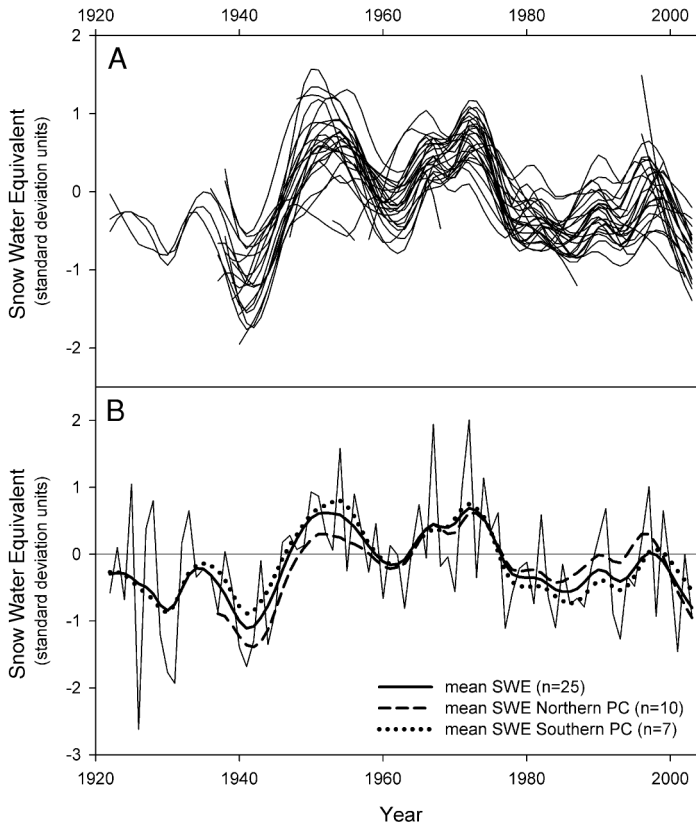 1920 1940 1960 1980 2000
A
2
1
0
-1
-2
Snow Water Equivalent
(standard deviation units)
B
2
1
0
-1
-2
-3
Snow Water Equivalent
(standard deviation units)
mean SWE (n=25)
mean SWE Northern PC (n=10)
mean SWE Southern PC (n=7)
1920 1940 1960 1980 2000
Year